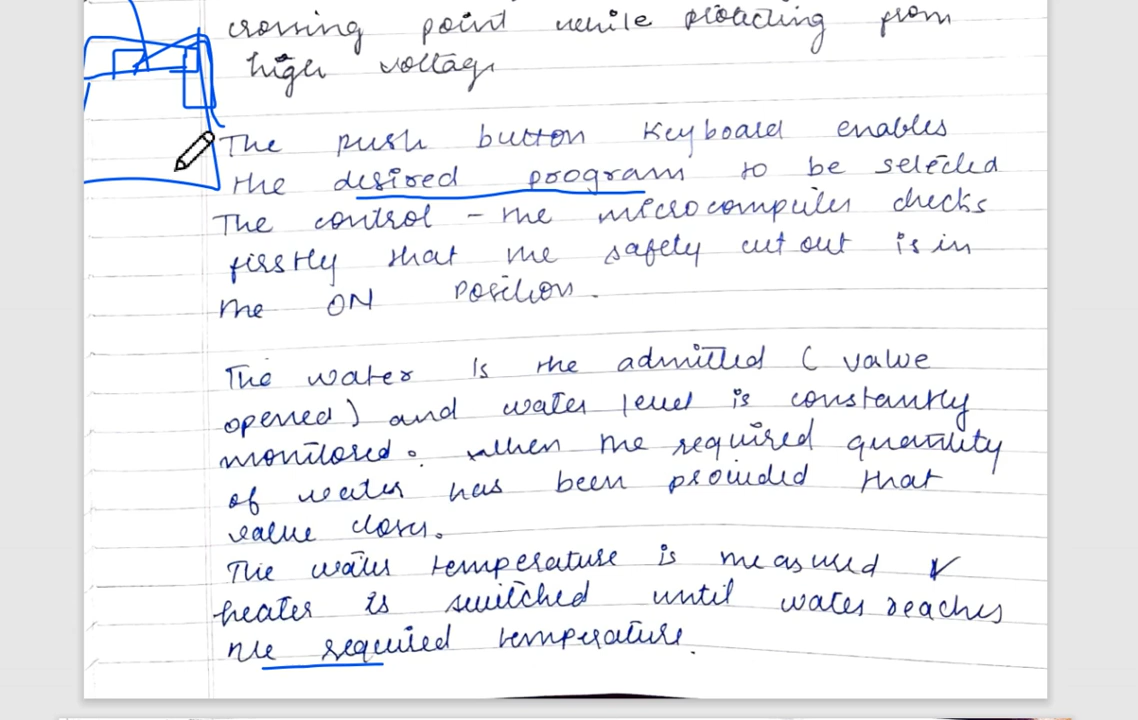 crossing point while protecting from
high voltage
The push button Keyboard enables
the desired program to be selected
The control - the microcomputer checks
firstly that the safety cut out is in
the ON Position.
The water is the admitted ( value
opened ) and water level is constantly
monitored. when the required quantity
of water has been provided that
value closes.
The water temperature is measured &
heater is switched until water reaches
the required temperature.